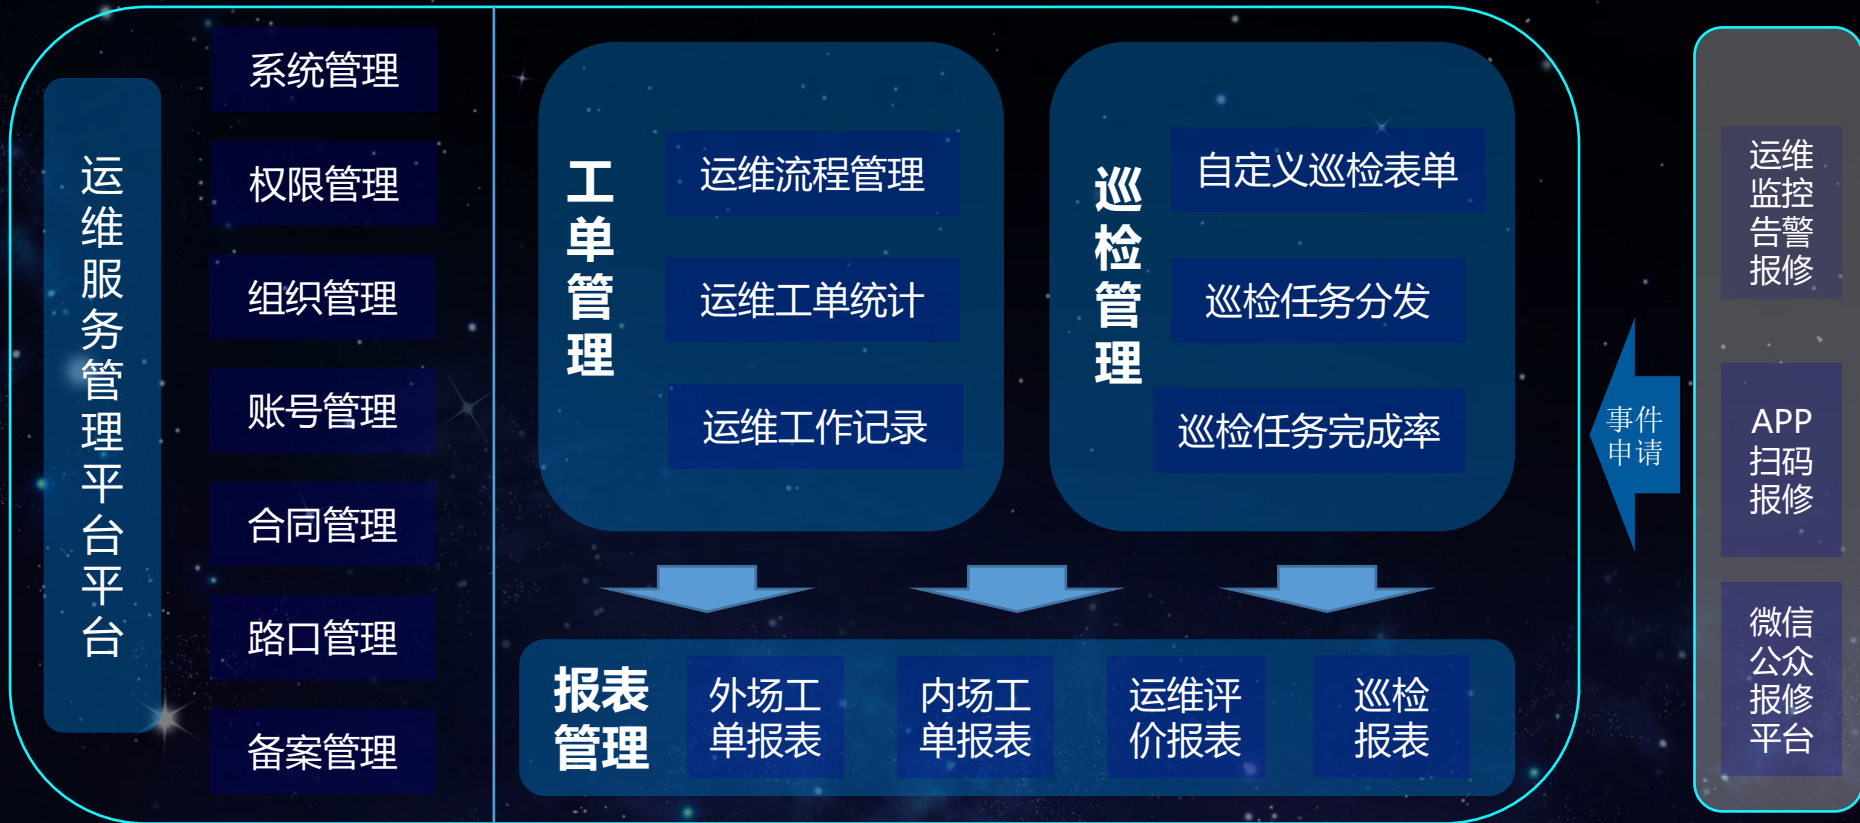 运维服务管理平台平台
系统管理
权限管理
组织管理
账号管理
合同管理
路口管理
备案管理
工单管理
运维流程管理
运维工单统计
运维工作记录
巡检管理
自定义巡检表单
巡检任务分发
巡检任务完成率
报表
管理
外场工
单报表
内场工
单报表
运维评
价报表
巡检
报表
事件
申请
运维
监控
告警
报修
APP
扫码
报修
微信
公众
报修
平台